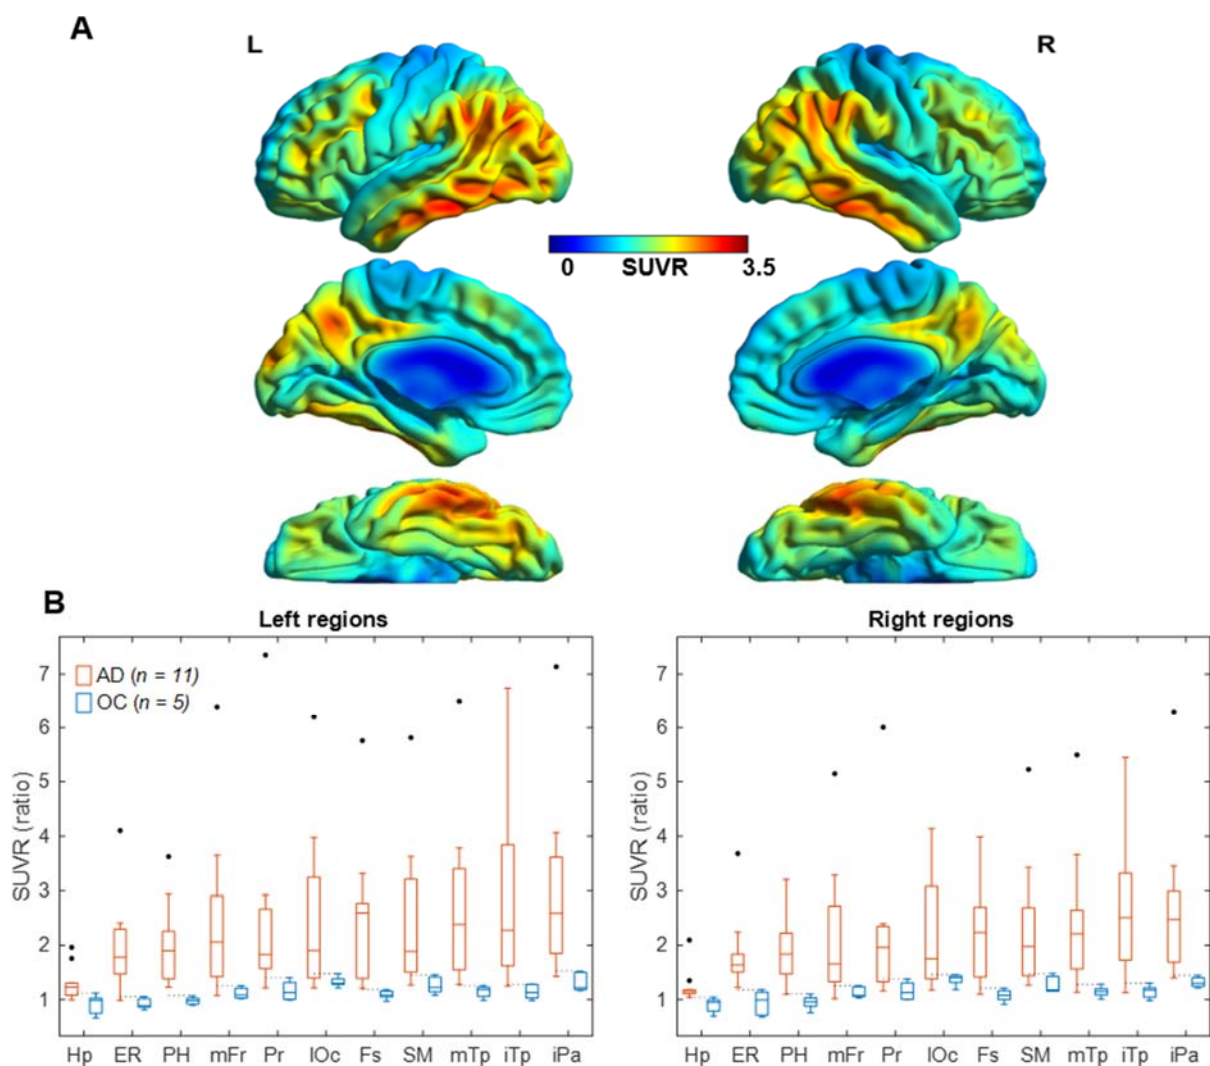 A
L
R
0 SUVR 3.5
B
Left regions
Right regions
AD (n = 11)
OC (n = 5)
SUVR (ratio)
7
6
5
4
3
2
1
Hp ER PH mFr Pr lOc Fs SM mTp iTp iPa
SUVR (ratio)
7
6
5
4
3
2
1
Hp ER PH mFr Pr lOc Fs SM mTp iTp iPa